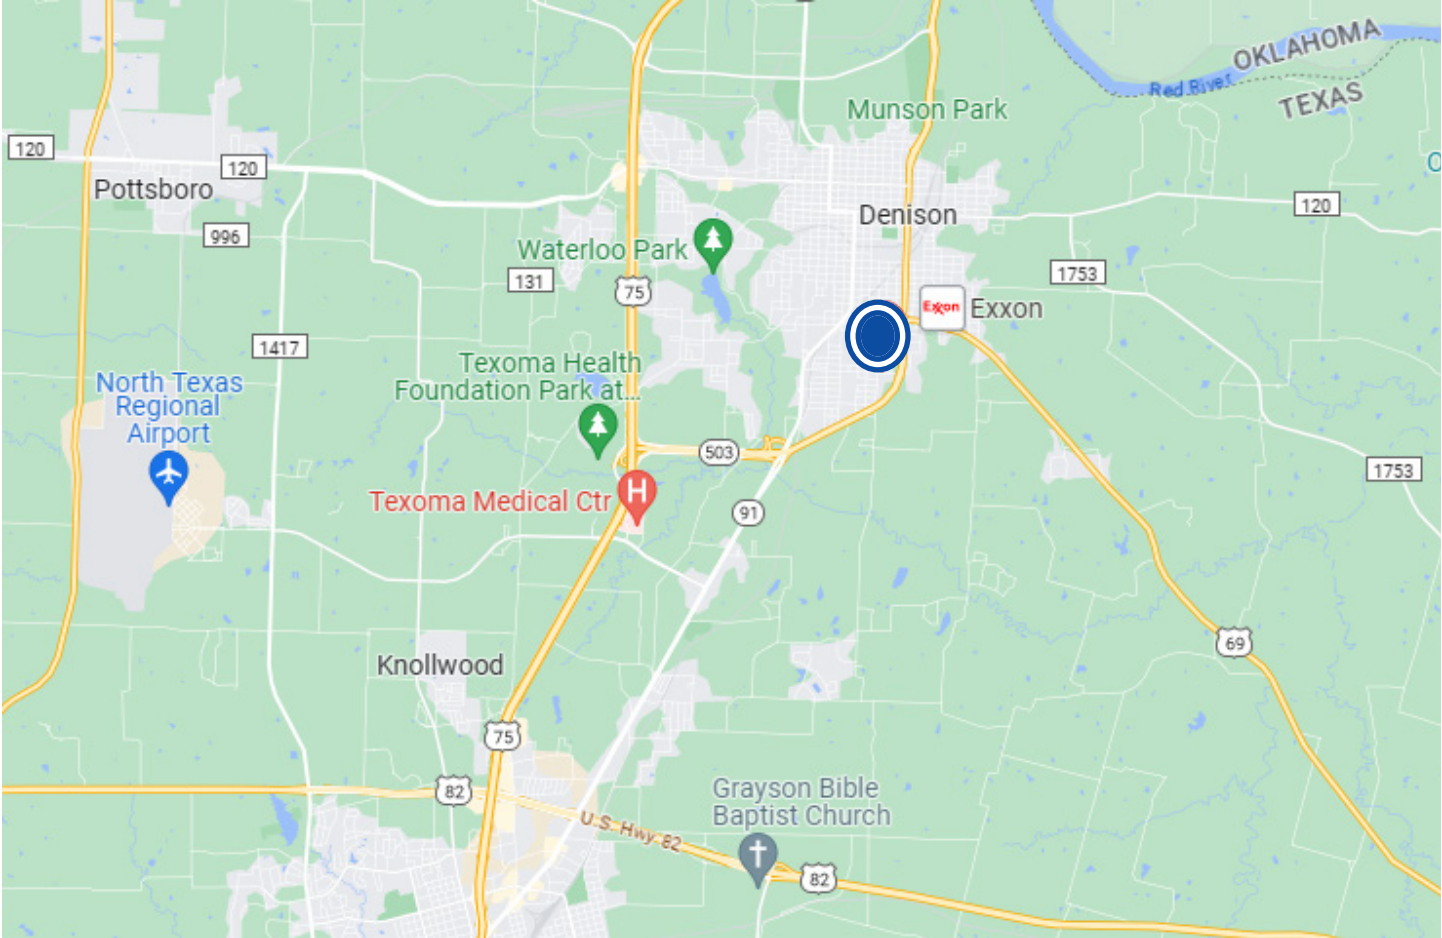 OKLAHOMA
Red River
TEXAS
Munson Park
120
120
Pottsboro
996
Denison
120
Waterloo Park
131
75
1753
Exxon
Exxon
1417
Texoma Health
Foundation Park at...
North Texas
Regional
Airport
503
1753
H
Texoma Medical Ctr
91
69
Knollwood
75
82
Grayson Bible
Baptist Church
U.S. Hwy 82
82